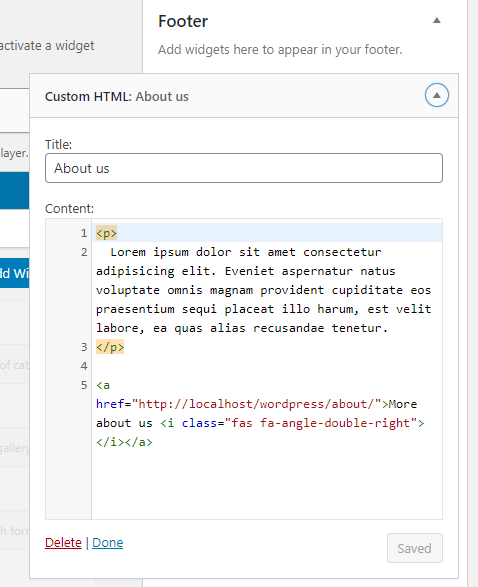 Footer
activate a widget
Add widgets here to appear in your footer.
Custom HTML: About us
layer.
Title:
About us
Content:
1 <p>
2 Lorem ipsum dolor sit amet consectetur
adipisicing elit. Eveniet aspernatur natus
voluptate omnis magnam provident cupiditate eos
praesentium sequi placeat illo harum, est velit
labore, ea quas alias recusandae tenetur.
3 </p>
4
5 <a
href="http://localhost/wordpress/about/">More
about us <i class="fas fa-angle-double-right">
</i></a>
dd Wi
of cat
gallery
h form
Delete | Done
Saved